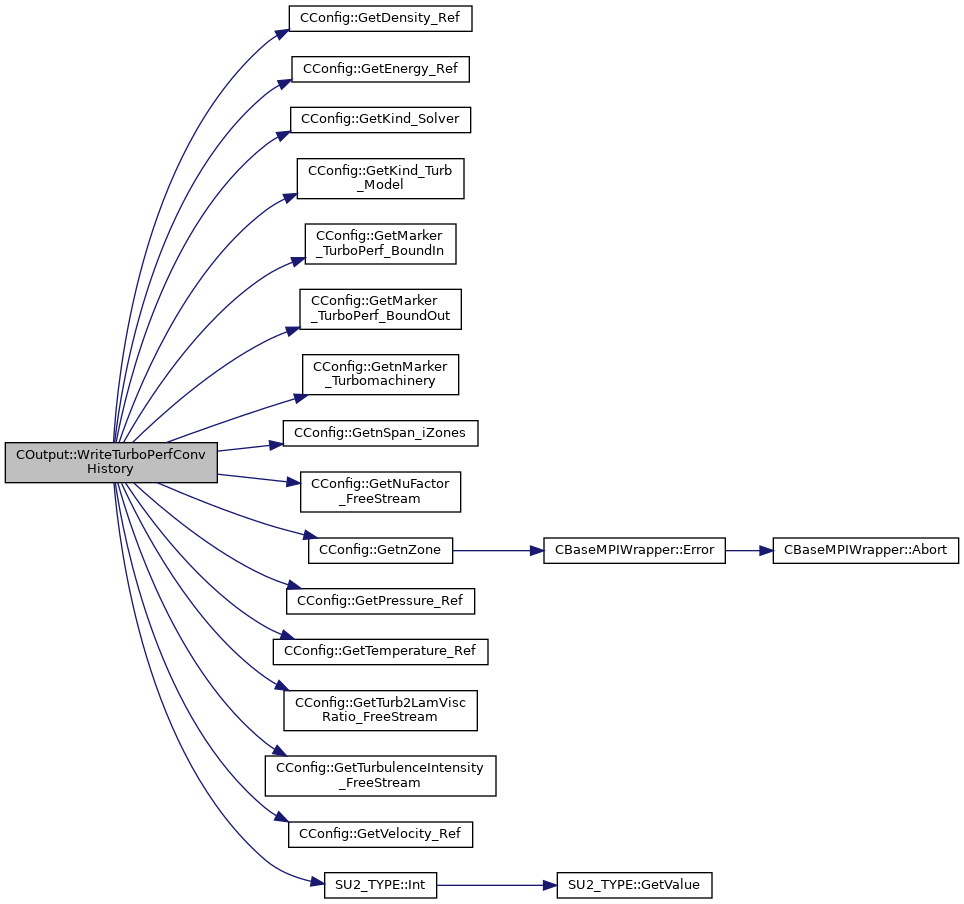 CConfig::GetDensity_Ref
CConfig::GetEnergy_Ref
CConfig::GetKind_Solver
CConfig::GetKind_Turb
_Model
CConfig::GetMarker
_TurboPerf_BoundIn
CConfig::GetMarker
_TurboPerf_BoundOut
CConfig::GetnMarker
_Turbomachinery
CConfig::GetnSpan_iZones
COutput::WriteTurboPerfConv
History
CConfig::GetNuFactor
_FreeStream
CConfig::GetnZone
CBaseMPIWrapper::Error
CBaseMPIWrapper::Abort
CConfig::GetPressure_Ref
CConfig::GetTemperature_Ref
CConfig::GetTurb2LamVisc
Ratio_FreeStream
CConfig::GetTurbulenceIntensity
_FreeStream
CConfig::GetVelocity_Ref
SU2_TYPE::Int
SU2_TYPE::GetValue